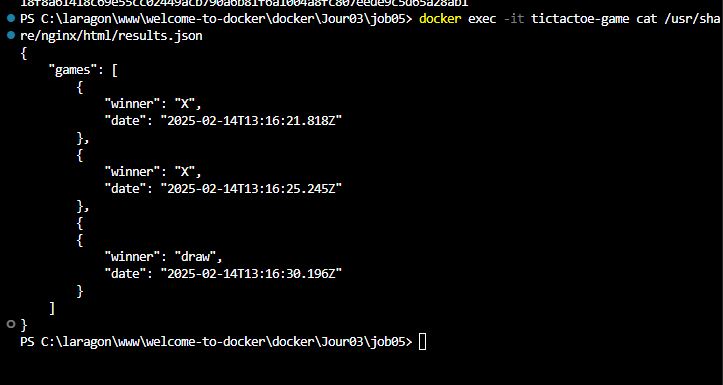 PS C:\laragon\www\welcome-to-docker\docker\Jour03\job05> docker exec -it tictactoe-game cat /usr/sha
re/nginx/html/results.json
{
    "games": [
        {
            "winner": "X",
            "date": "2025-02-14T13:16:21.818Z"
        },
        {
            "winner": "X",
            "date": "2025-02-14T13:16:25.245Z"
        },
        {
        {
            "winner": "draw",
            "date": "2025-02-14T13:16:30.196Z"
        }
    ]
}
PS C:\laragon\www\welcome-to-docker\docker\Jour03\job05>